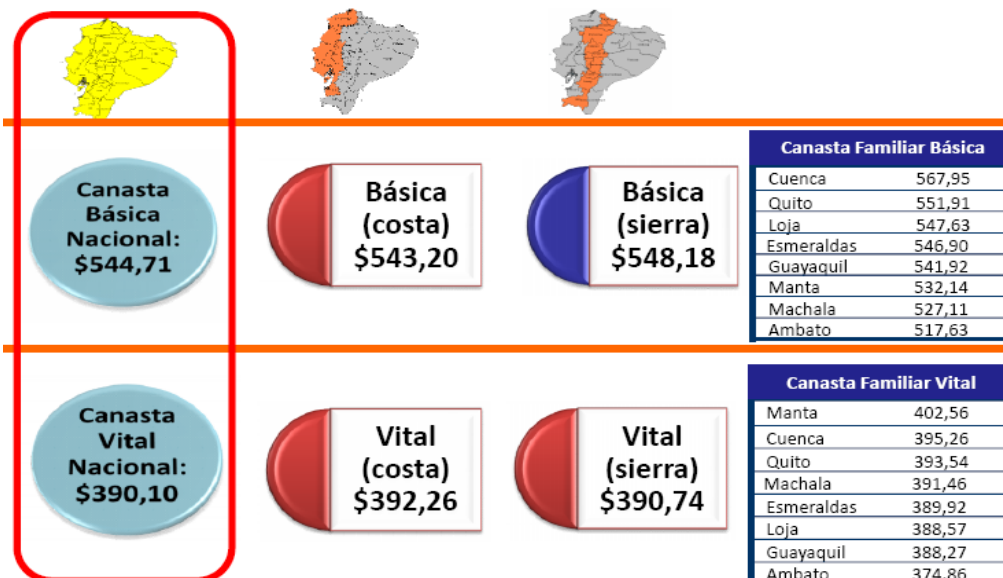 Canasta
Básica
Nacional:
$544,71
Básica
(costa)
$543,20
Básica
(sierra)
$548,18
Canasta Familiar Básica
Cuenca 567,95
Quito 551,91
Loja 547,63
Esmeraldas 546,90
Guayaquil 541,92
Manta 532,14
Machala 527,11
Ambato 517,63
Canasta
Vital
Nacional:
$390,10
Vital
(costa)
$392,26
Vital
(sierra)
$390,74
Canasta Familiar Vital
Manta 402,56
Cuenca 395,26
Quito 393,54
Machala 391,46
Esmeraldas 389,92
Loja 388,57
Guayaquil 388,27
Ambato 374,86